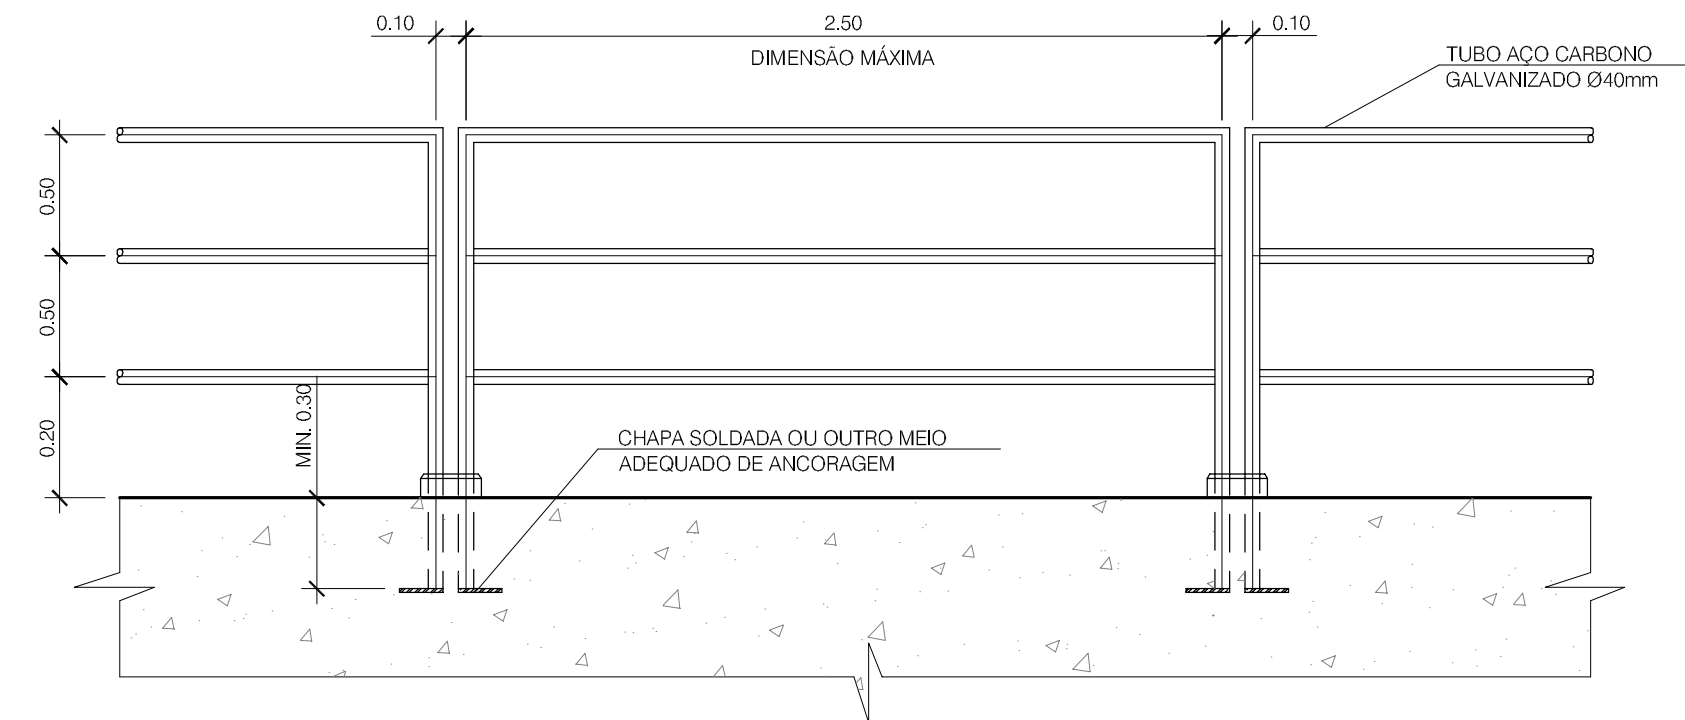 0.10
2.50
0.10
DIMENSÃO MÁXIMA
TUBO AÇO CARBONO
GALVANIZADO Ø40mm
0.50
0.50
0.20
MIN. 0.30
CHAPA SOLDADA OU OUTRO MEIO
ADEQUADO DE ANCORAGEM